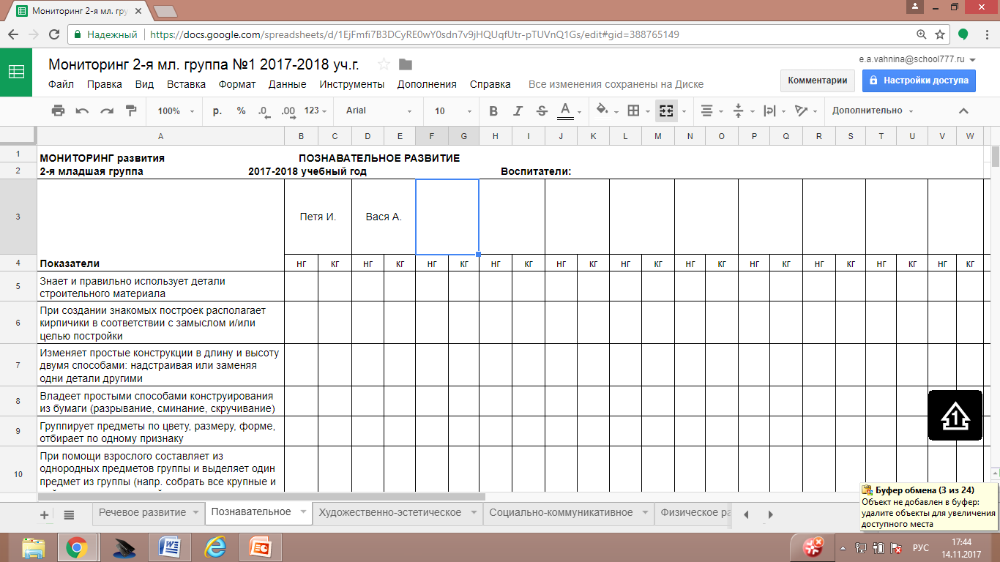 Мониторинг 2-я мл. гру
Надежный https://docs.google.com/spreadsheets/d/1EjFmfi7B3DCyRE0wY0sdn7v9jHQUqfUtr-pTUVnQ1Gs/edit#gid=388765149
Мониторинг 2-я мл. группа №1 2017-2018 уч.г.
e.a.vahnina@school777.ru
Файл Правка Вид Вставка Формат Данные Инструменты Дополнения Справка Все изменения сохранены на Диске
Комментарии Настройки доступа
100% р. % .0 .00 123 Arial 10 B I S A Дополнительно
A B C D E F G H I J K L M N O P Q R S T U V W
1 МОНИТОРИНГ развития ПОЗНАВАТЕЛЬНОЕ РАЗВИТИЕ
2 2-я младшая группа 2017-2018 учебный год Воспитатели:
3 Петя И. Вася А.
4 Показатели нг кг нг кг нг кг нг кг нг кг нг кг нг кг нг кг нг кг нг кг нг кг
5 Знает и правильно использует детали
строительного материала
6 При создании знакомых построек располагает
кирпичики в соответствии с замыслом и/или
целью постройки
7 Изменяет простые конструкции в длину и высоту
двумя способами: надстраивая или заменяя
одни детали другими
8 Владеет простыми способами конструирования
из бумаги (разрывание, сминание, скручивание)
9 Группирует предметы по цвету, размеру, форме,
отбирает по одному признаку
10 При помощи взрослого составляет из
однородных предметов группы и выделяет один
предмет из группы (напр. собрать все крупные и
1
Буфер обмена (3 из 24)
Объект не добавлен в буфер:
удалите объекты для увеличения
доступного места
Речевое развитие Познавательное Художественно-эстетическое Социально-коммуникативное Физическое ра
РУС
17:44
14.11.2017